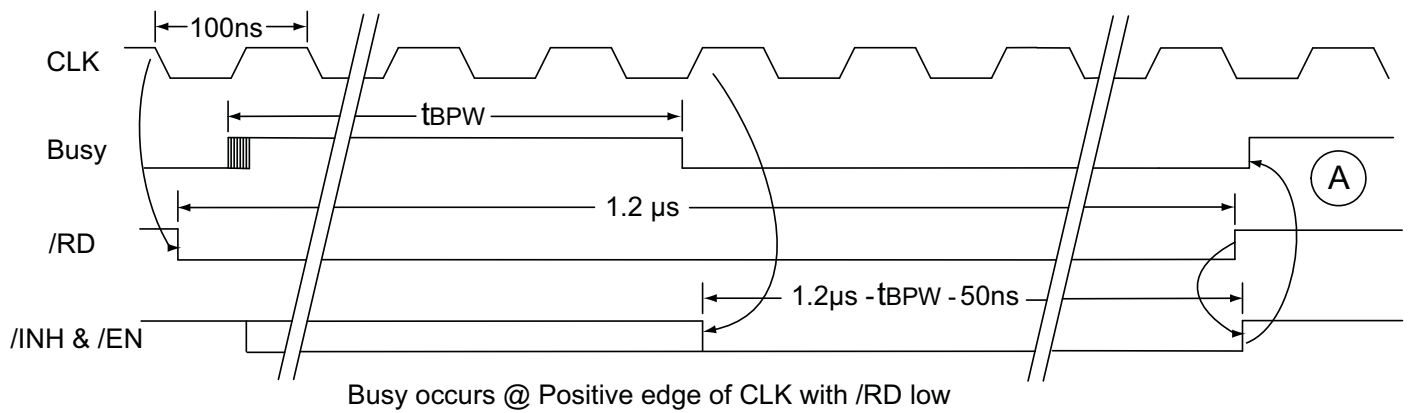 100ns
CLK
tBPW
Busy
A
1.2 µs
/RD
1.2µs - tBPW - 50ns
/INH & /EN
Busy occurs @ Positive edge of CLK with /RD low